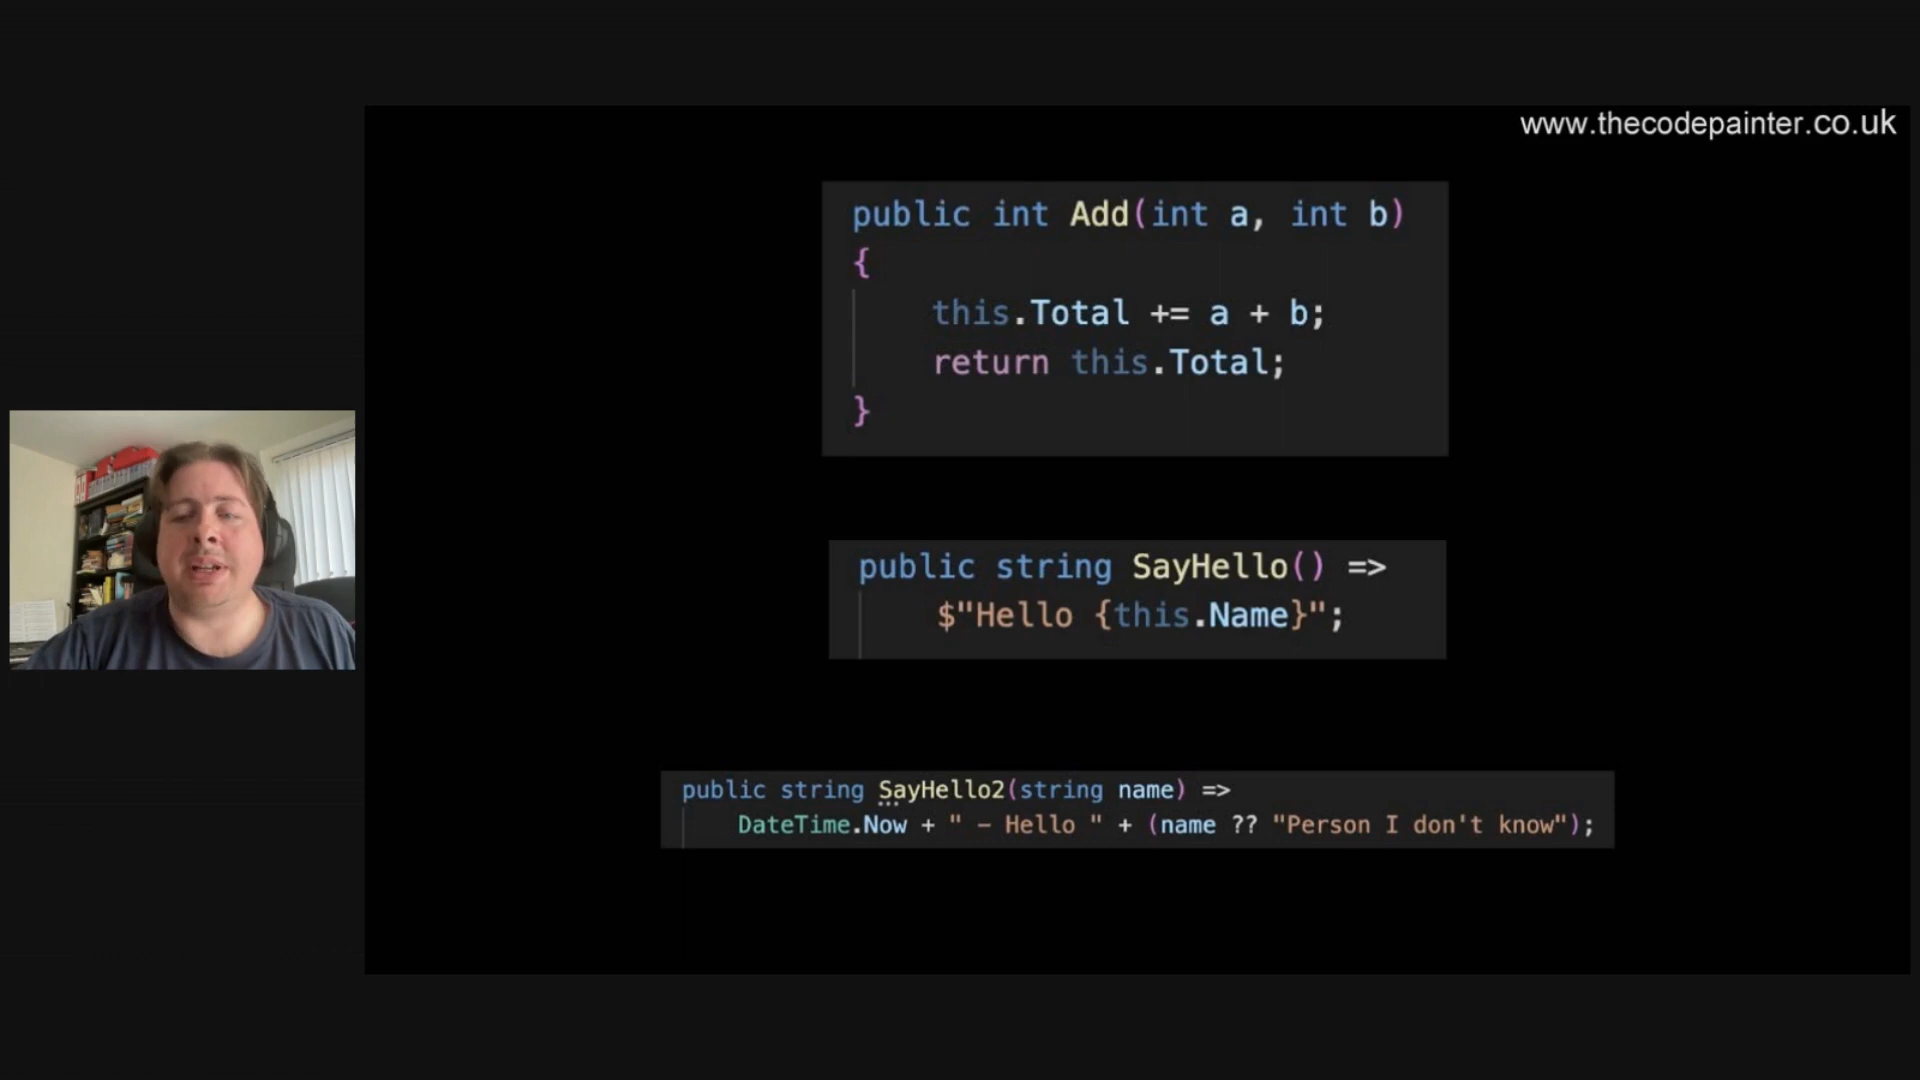 www.thecodepainter.co.uk
public int Add(int a, int b)
{
this.Total += a + b;
return this.Total;
}
public string SayHello() =>
$"Hello {this.Name}";
public string SayHello2(string name) =>
DateTime.Now + " – Hello " + (name ?? "Person I don't know");